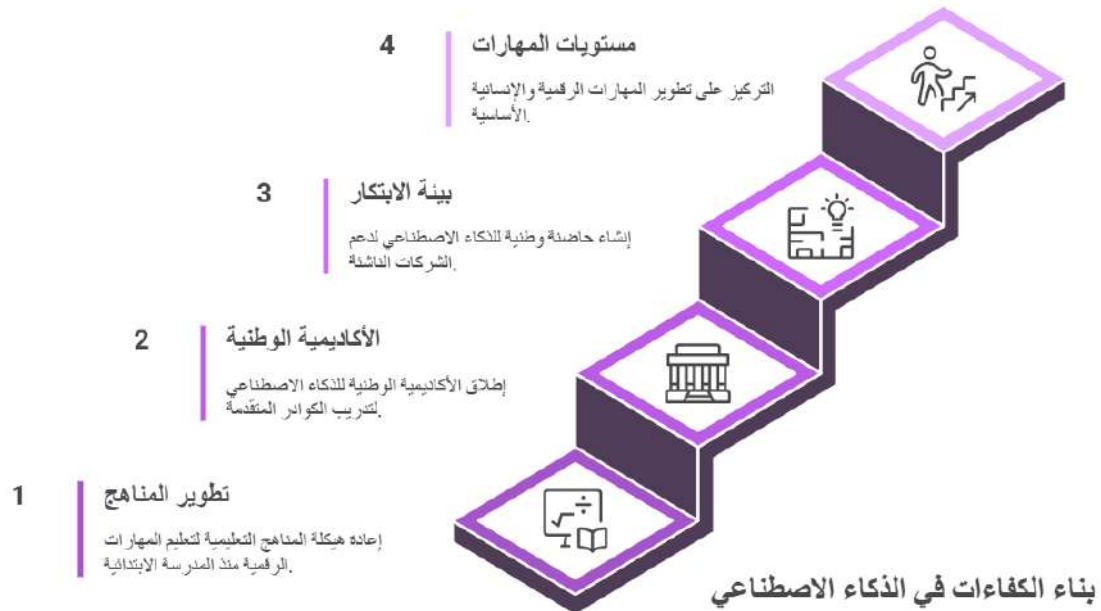 4
مستويات المهارات
التركيز على تطوير المهارات الرقمية والإنسانية
الأساسية.
3
بيئة الابتكار
إنشاء حاضنة وطنية للذكاء الاصطناعي لدعم
الشركات الناشئة.
2
الأكاديمية الوطنية
إطلاق الأكاديمية الوطنية للذكاء الاصطناعي
لتدريب الكوادر المتقدمة.
1
تطوير المناهج
إعادة هيكلة المناهج التعليمية لتعليم المهارات
الرقمية منذ المدرسة الابتدائية.
بناء الكفاءات في الذكاء الاصطناعي